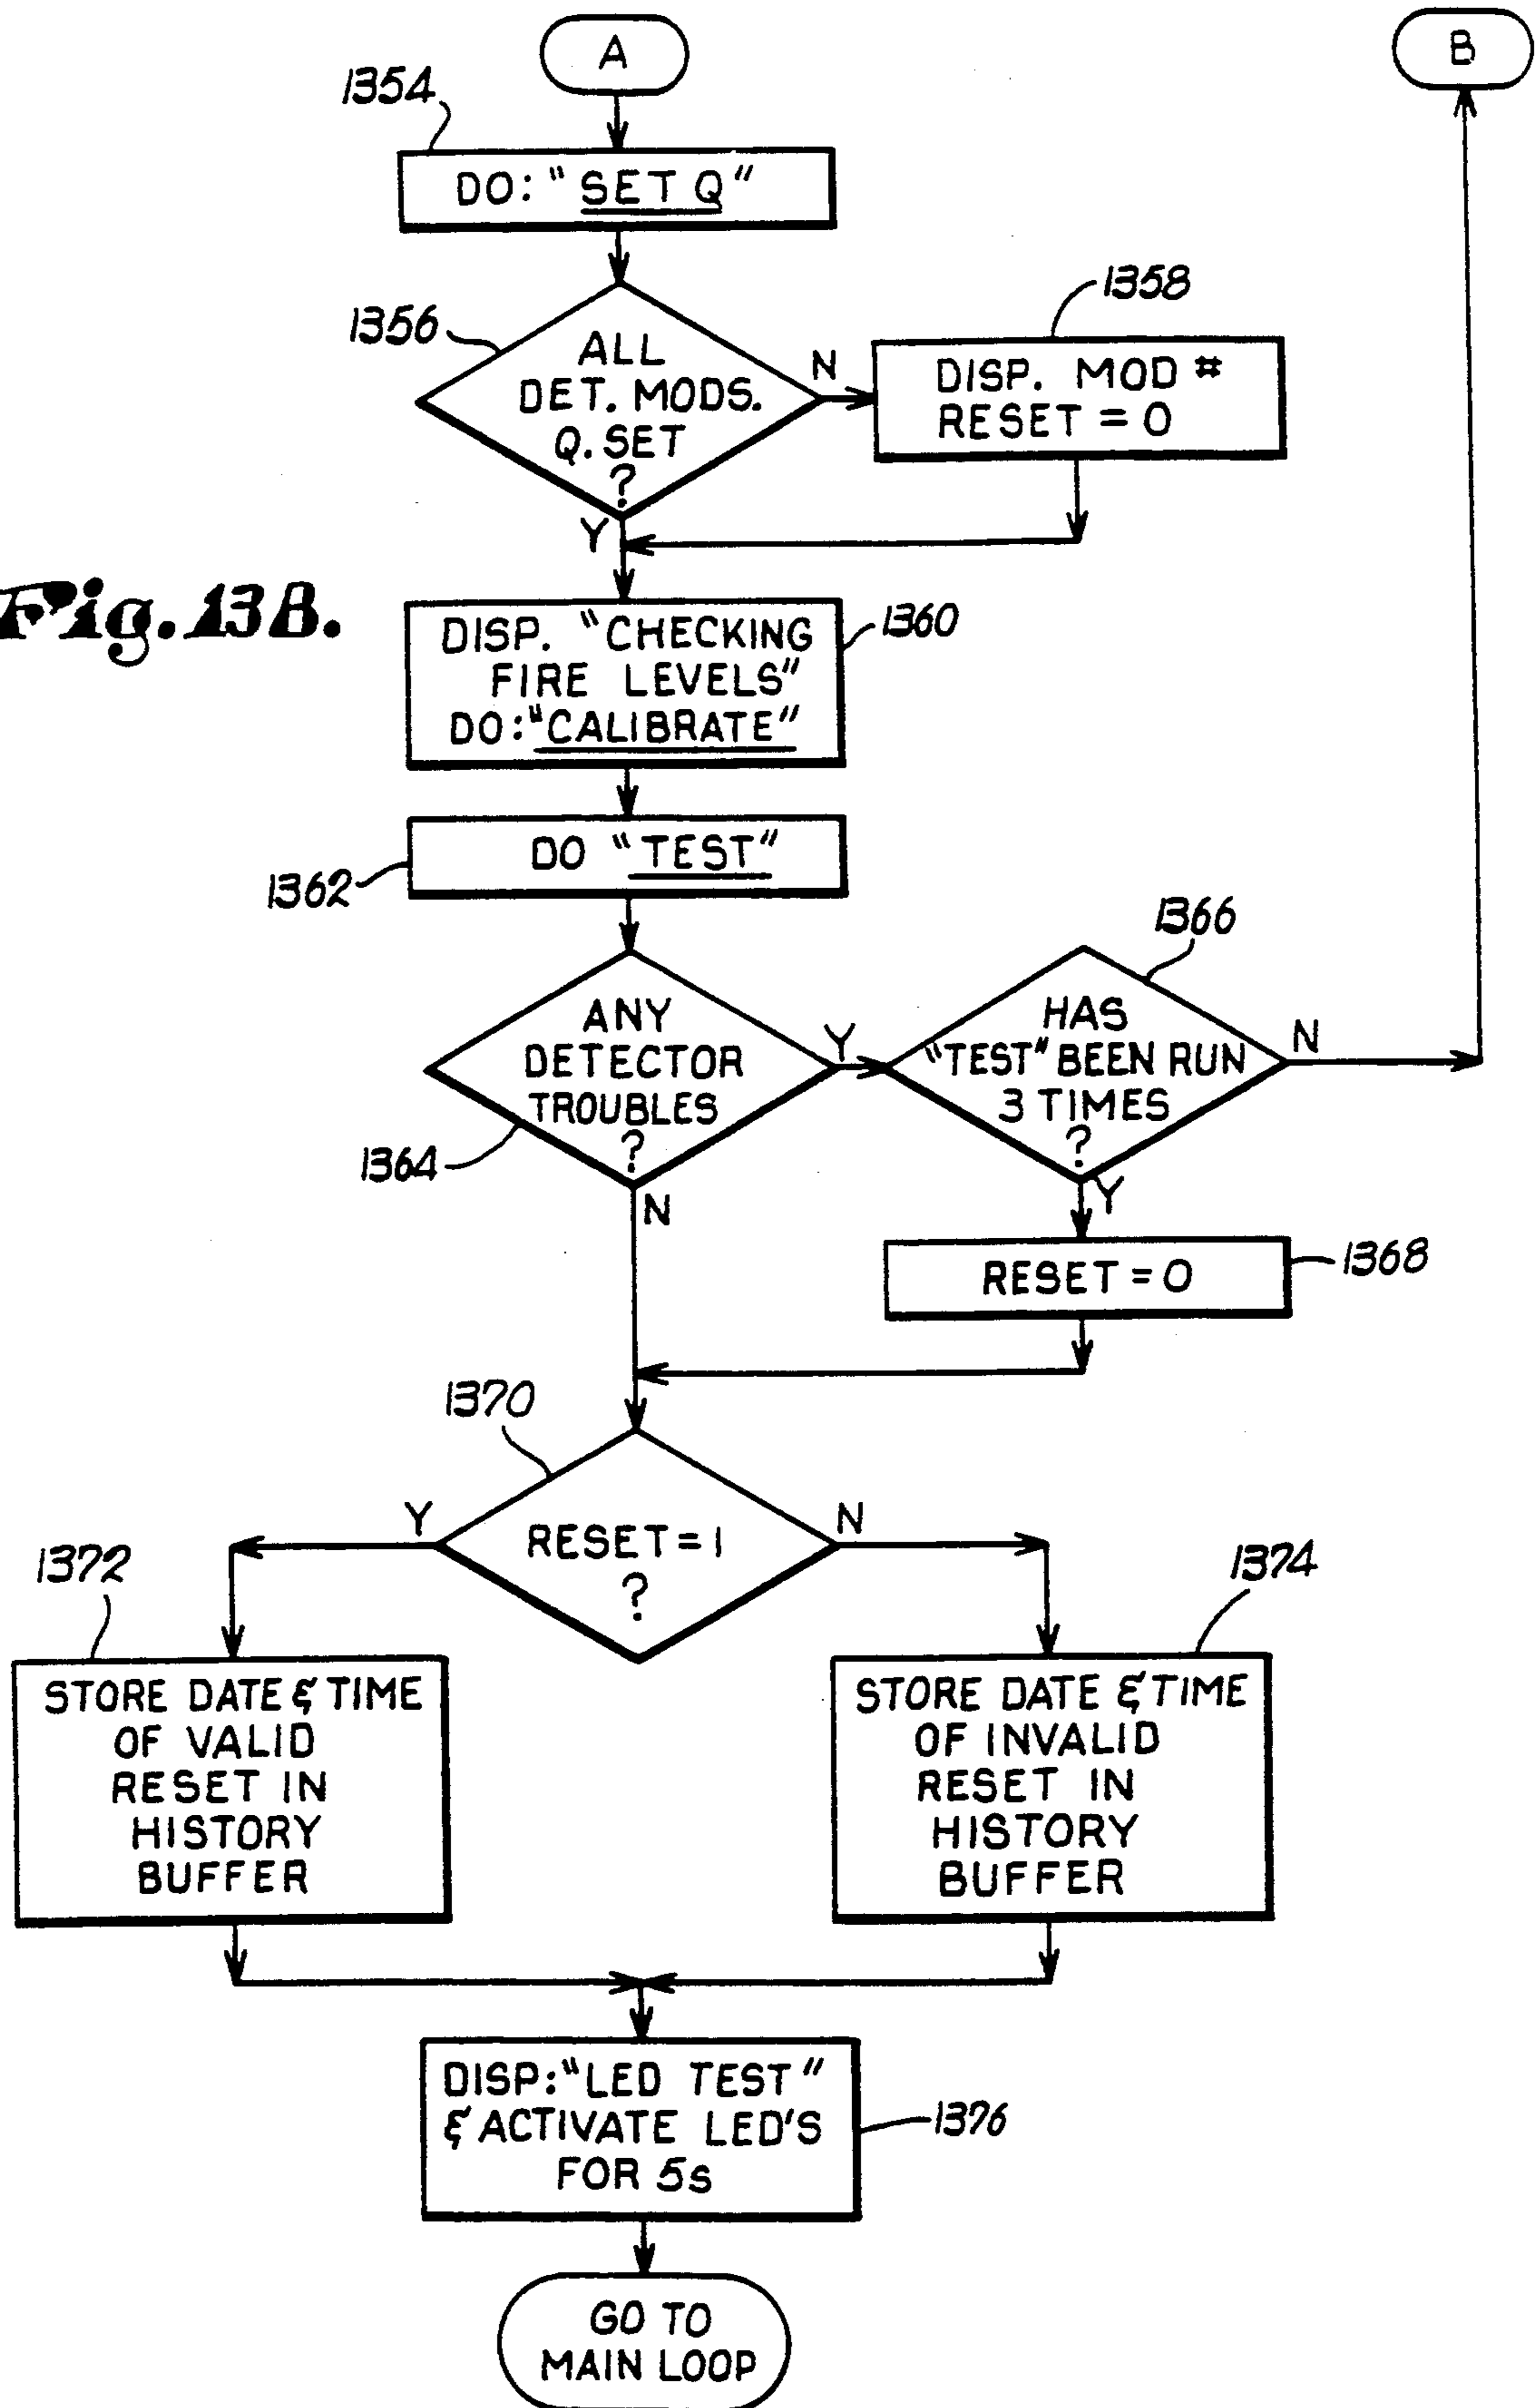 A
B
1354
DO: "SET Q"
1356
ALL
DET. MODS.
Q. SET
?
N
Y
1358
DISP. MOD #
RESET = 0
Fig. 13B.
DISP. "CHECKING
FIRE LEVELS"
DO: "CALIBRATE"
1360
DO "TEST"
1362
ANY
DETECTOR
TROUBLES
?
1364
Y
N
1366
HAS
"TEST" BEEN RUN
3 TIMES
?
N
Y
RESET = 0
1368
1370
RESET = 1
?
Y
N
1372
STORE DATE & TIME
OF VALID
RESET IN
HISTORY
BUFFER
1374
STORE DATE & TIME
OF INVALID
RESET IN
HISTORY
BUFFER
DISP: "LED TEST"
& ACTIVATE LED'S
FOR 5s
1376
GO TO
MAIN LOOP